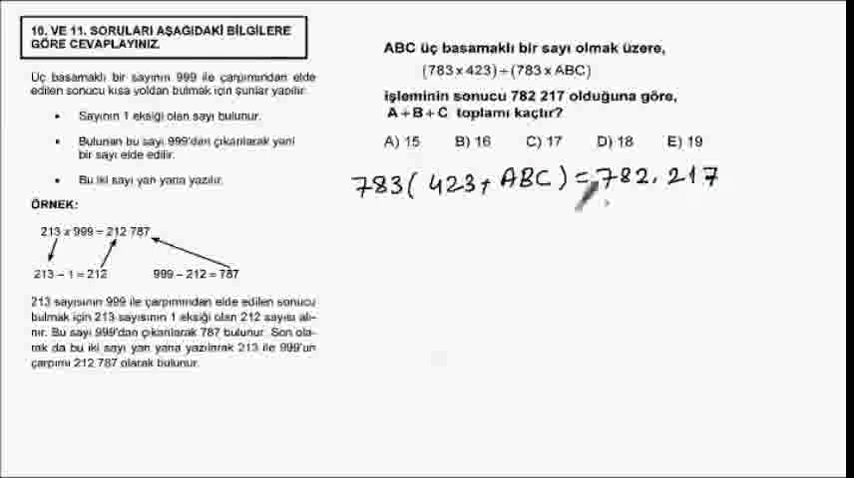 10. VE 11. SORULARI AŞAĞIDAKİ BİLGİLERE
GÖRE CEVAPLAYINIZ.
Üç basamaklı bir sayının 999 ile çarpımından elde
edilen sonucu kısa yoldan bulmak için şunlar yapılır.
• Sayının 1 eksiği olan sayı bulunur.
• Bulunan bu sayı 999'dan çıkarılarak yeni
bir sayı elde edilir.
• Bu iki sayı yan yana yazılır.
ÖRNEK:
213 x 999 = 212 787
213 – 1 = 212 999 – 212 = 787
213 sayısının 999 ile çarpımından elde edilen sonucu
bulmak için 213 sayısının 1 eksiği olan 212 sayısı alı-
nır. Bu sayı 999'dan çıkarılarak 787 bulunur. Son ola-
rak da bu iki sayı yan yana yazılarak 213 ile 999'un
çarpımı 212 787 olarak bulunur.
ABC üç basamaklı bir sayı olmak üzere,
(783 x 423) + (783 x ABC)
işleminin sonucu 782 217 olduğuna göre,
A + B + C toplamı kaçtır?
A) 15 B) 16 C) 17 D) 18 E) 19
783 ( 423 + ABC ) = 782.217